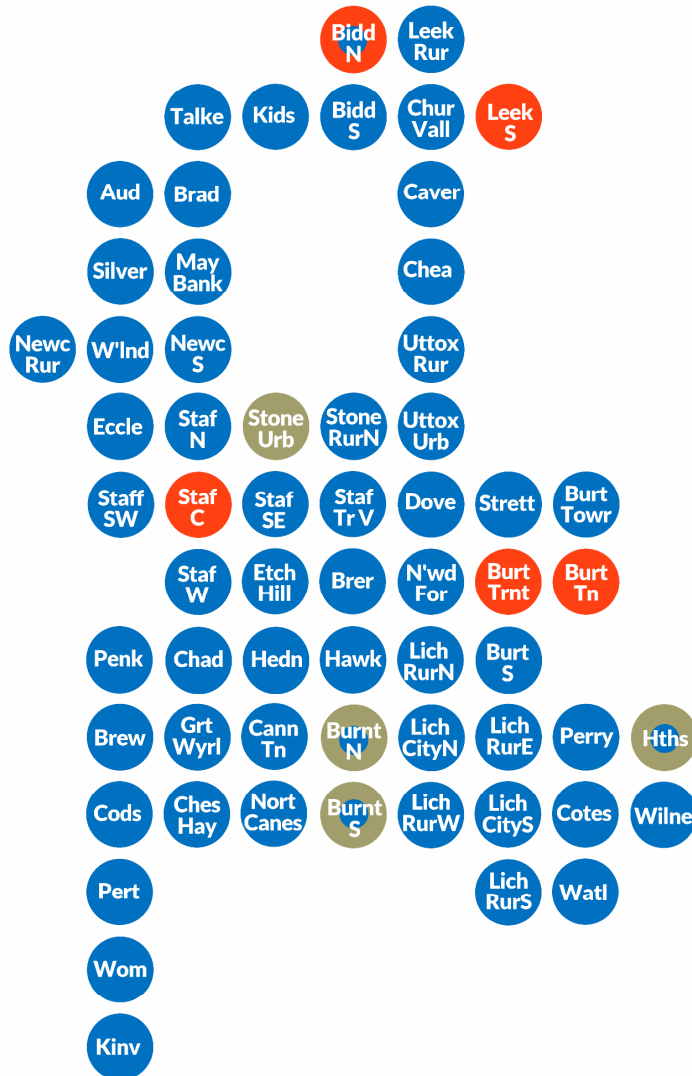 Bidd
N
Leek
Rur
Talke
Kids
Bidd
S
Chur
Vall
Leek
S
Aud
Brad
Caver
Silver
May
Bank
Chea
Newc
Rur
W'lnd
Newc
S
Uttox
Rur
Eccle
Staf
N
Stone
Urb
Stone
RurN
Uttox
Urb
Staff
SW
Staf
C
Staf
SE
Staf
Tr V
Dove
Strett
Burt
Towr
Staf
W
Etch
Hill
Brer
N'wd
For
Burt
Trnt
Burt
Tn
Penk
Chad
Hedn
Hawk
Lich
RurN
Burt
S
Brew
Grt
Wyrl
Cann
Tn
Burnt
N
Lich
CityN
Lich
RurE
Perry
Hths
Cods
Ches
Hay
Nort
Canes
Burnt
S
Lich
RurW
Lich
CityS
Cotes
Wilne
Pert
Lich
RurS
Watl
Wom
Kinv